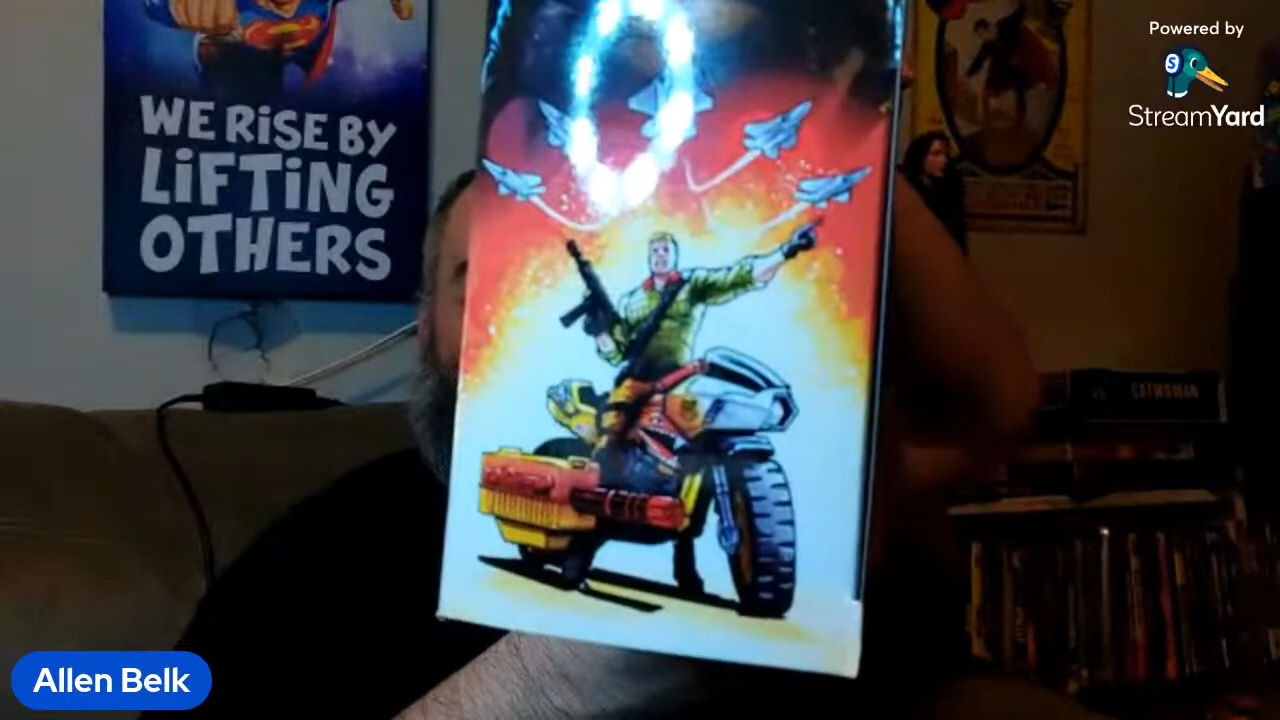 WE RiSE BY
LiFTiNG
OTHERS
Powered by
StreamYard
CATWOMAN
Allen Belk